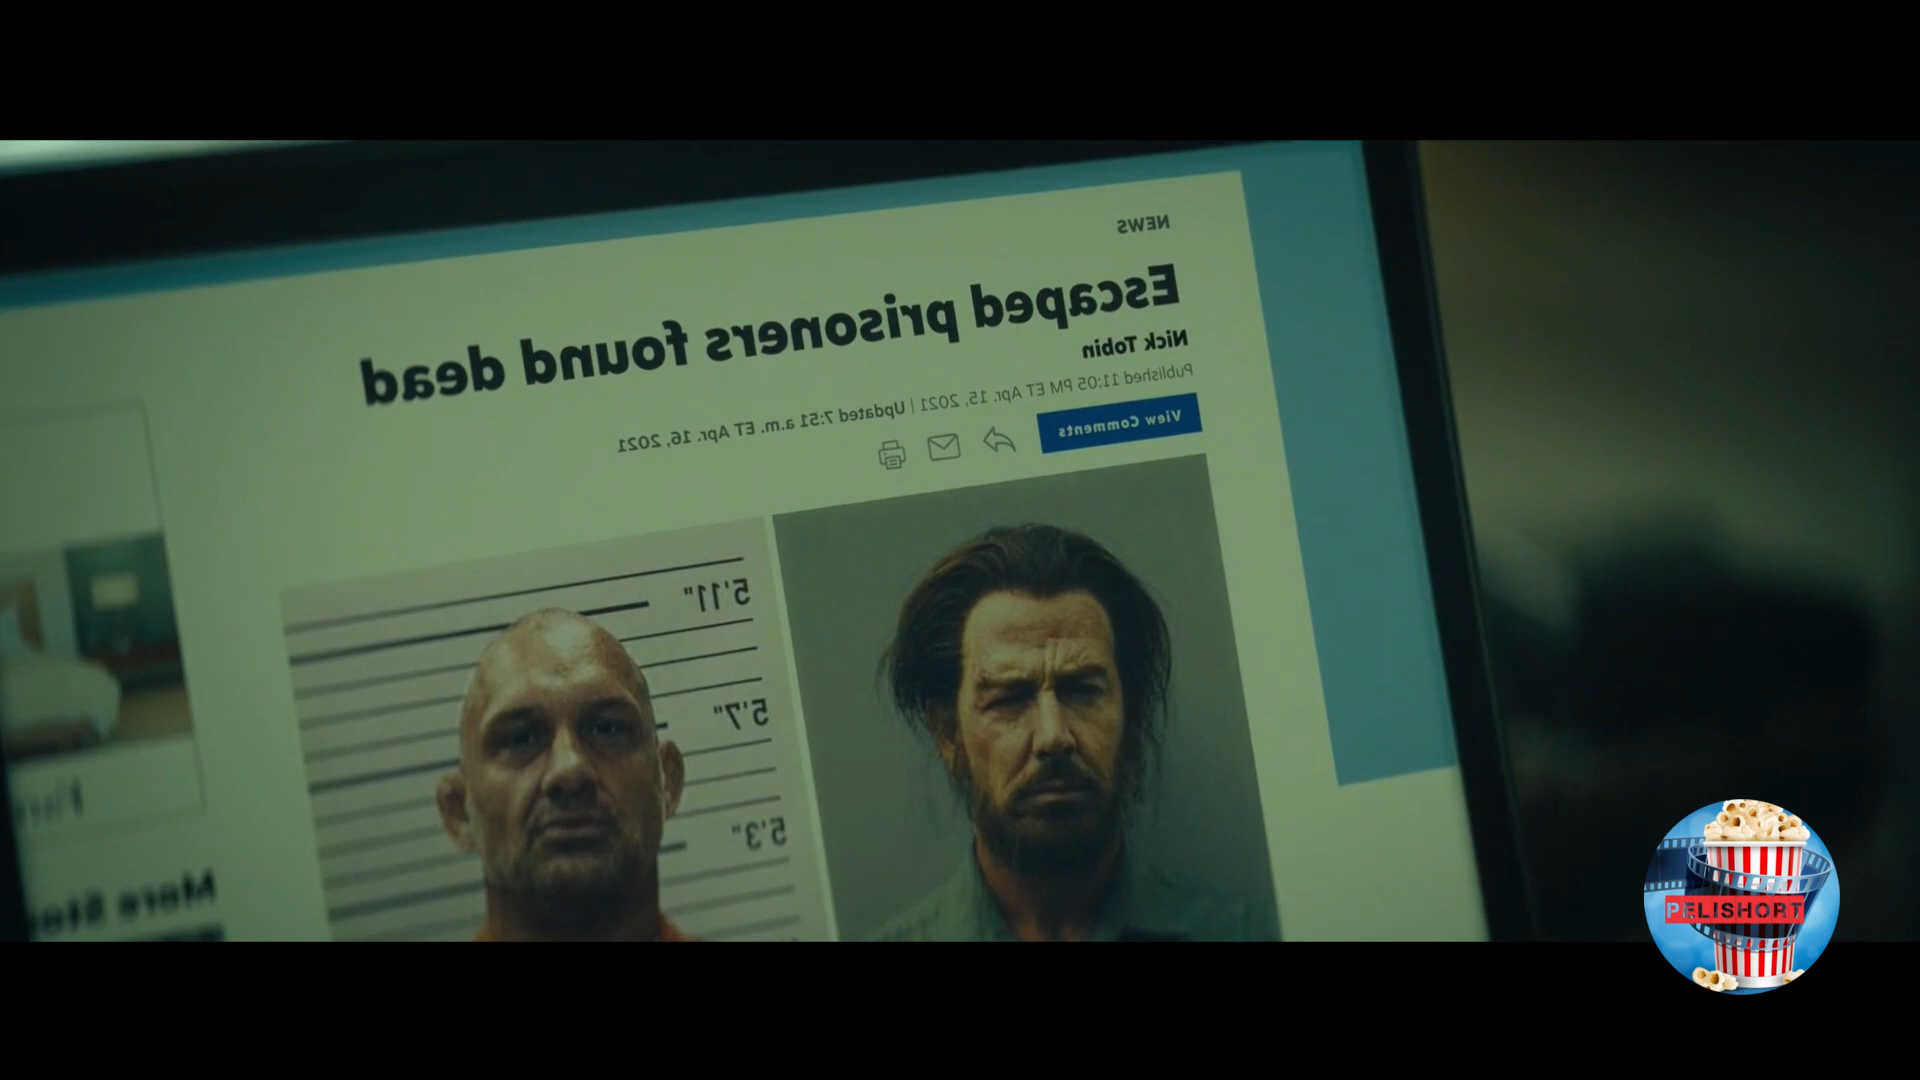 NEWS
Escaped prisoners found dead
Nick Tobin
Published 11:05 PM ET Apr. 15, 2021 | Updated 7:51 a.m. ET Apr. 16, 2021
View Comments
5'11"
5'7"
5'3"
More
PELISHORT